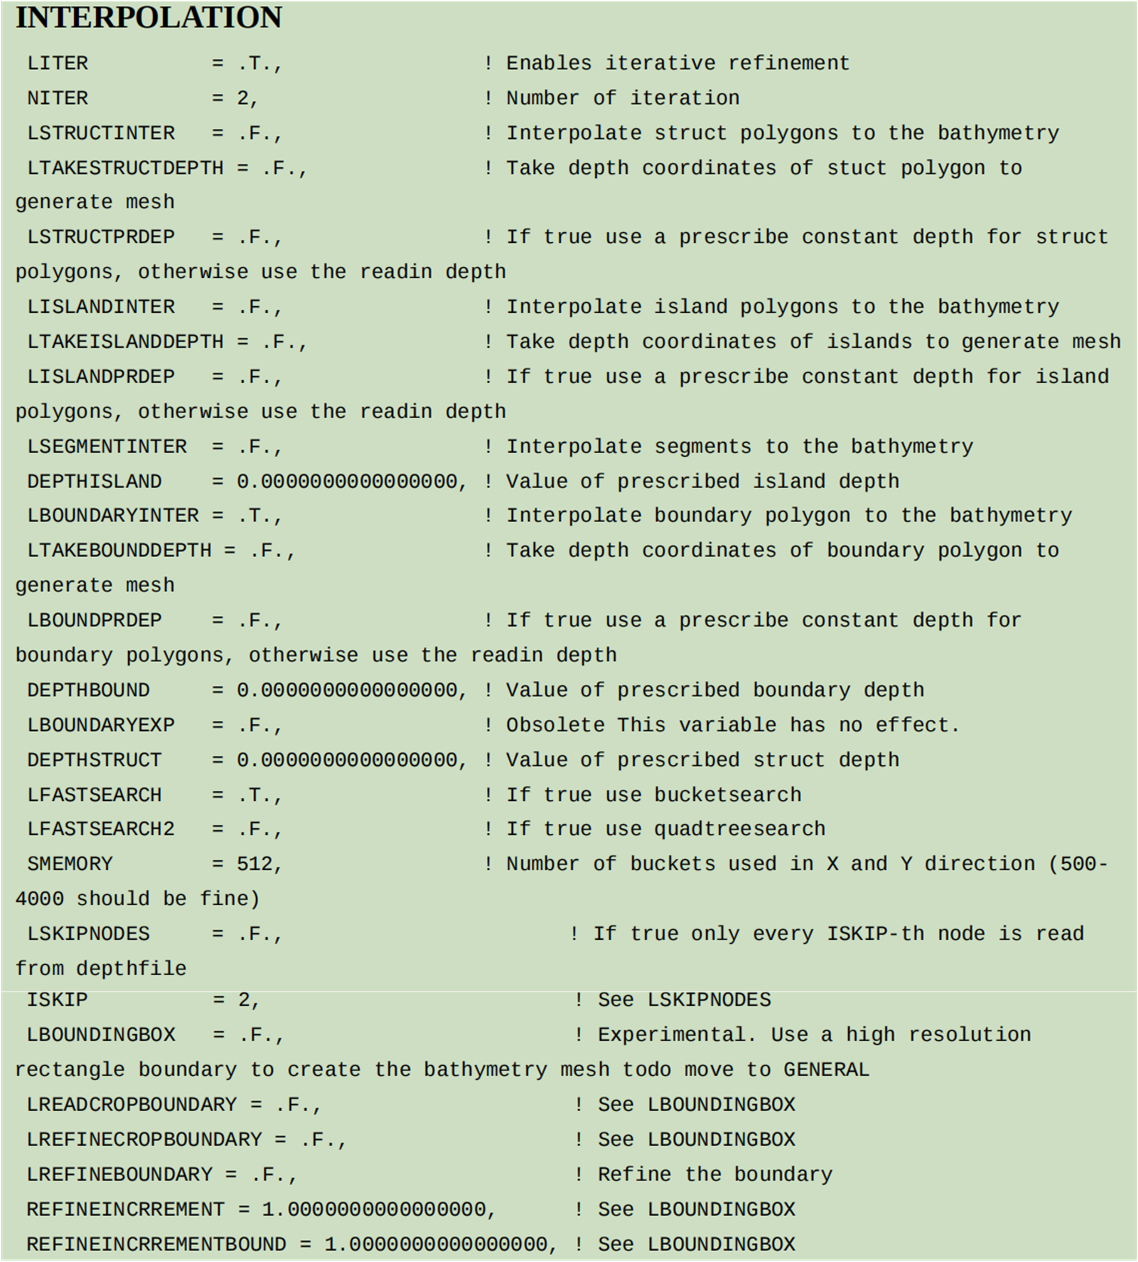 INTERPOLATION
LITER          = .T.,                ! Enables iterative refinement
NITER          = 2,                  ! Number of iteration
LSTRUCTINTER   = .F.,                ! Interpolate struct polygons to the bathymetry
LTAKESTRUCTDEPTH = .F.,              ! Take depth coordinates of stuct polygon to
generate mesh
LSTRUCTPRDEP   = .F.,                ! If true use a prescribe constant depth for struct
polygons, otherwise use the readin depth
LISLANDINTER   = .F.,                ! Interpolate island polygons to the bathymetry
LTAKEISLANDDEPTH = .F.,              ! Take depth coordinates of islands to generate mesh
LISLANDPRDEP   = .F.,                ! If true use a prescribe constant depth for island
polygons, otherwise use the readin depth
LSEGMENTINTER  = .F.,                ! Interpolate segments to the bathymetry
DEPTHISLAND    = 0.0000000000000000, ! Value of prescribed island depth
LBOUNDARYINTER = .T.,                ! Interpolate boundary polygon to the bathymetry
LTAKEBOUNDDEPTH = .F.,               ! Take depth coordinates of boundary polygon to
generate mesh
LBOUNDPRDEP    = .F.,                ! If true use a prescribe constant depth for
boundary polygons, otherwise use the readin depth
DEPTHBOUND     = 0.0000000000000000, ! Value of prescribed boundary depth
LBOUNDARYEXP   = .F.,                ! Obsolete This variable has no effect.
DEPTHSTRUCT    = 0.0000000000000000, ! Value of prescribed struct depth
LFASTSEARCH    = .T.,                ! If true use bucketsearch
LFASTSEARCH2   = .F.,                ! If true use quadtreesearch
SMEMORY        = 512,                ! Number of buckets used in X and Y direction (500-
4000 should be fine)
LSKIPNODES     = .F.,                       ! If true only every ISKIP-th node is read
from depthfile
ISKIP          = 2,                         ! See LSKIPNODES
LBOUNDINGBOX   = .F.,                       ! Experimental. Use a high resolution
rectangle boundary to create the bathymetry mesh todo move to GENERAL
LREADCROPBOUNDARY = .F.,                    ! See LBOUNDINGBOX
LREFINECROPBOUNDARY = .F.,                  ! See LBOUNDINGBOX
LREFINEBOUNDARY = .F.,                      ! Refine the boundary
REFINEINCRREMENT = 1.0000000000000000,      ! See LBOUNDINGBOX
REFINEINCRREMENTBOUND = 1.0000000000000000, ! See LBOUNDINGBOX